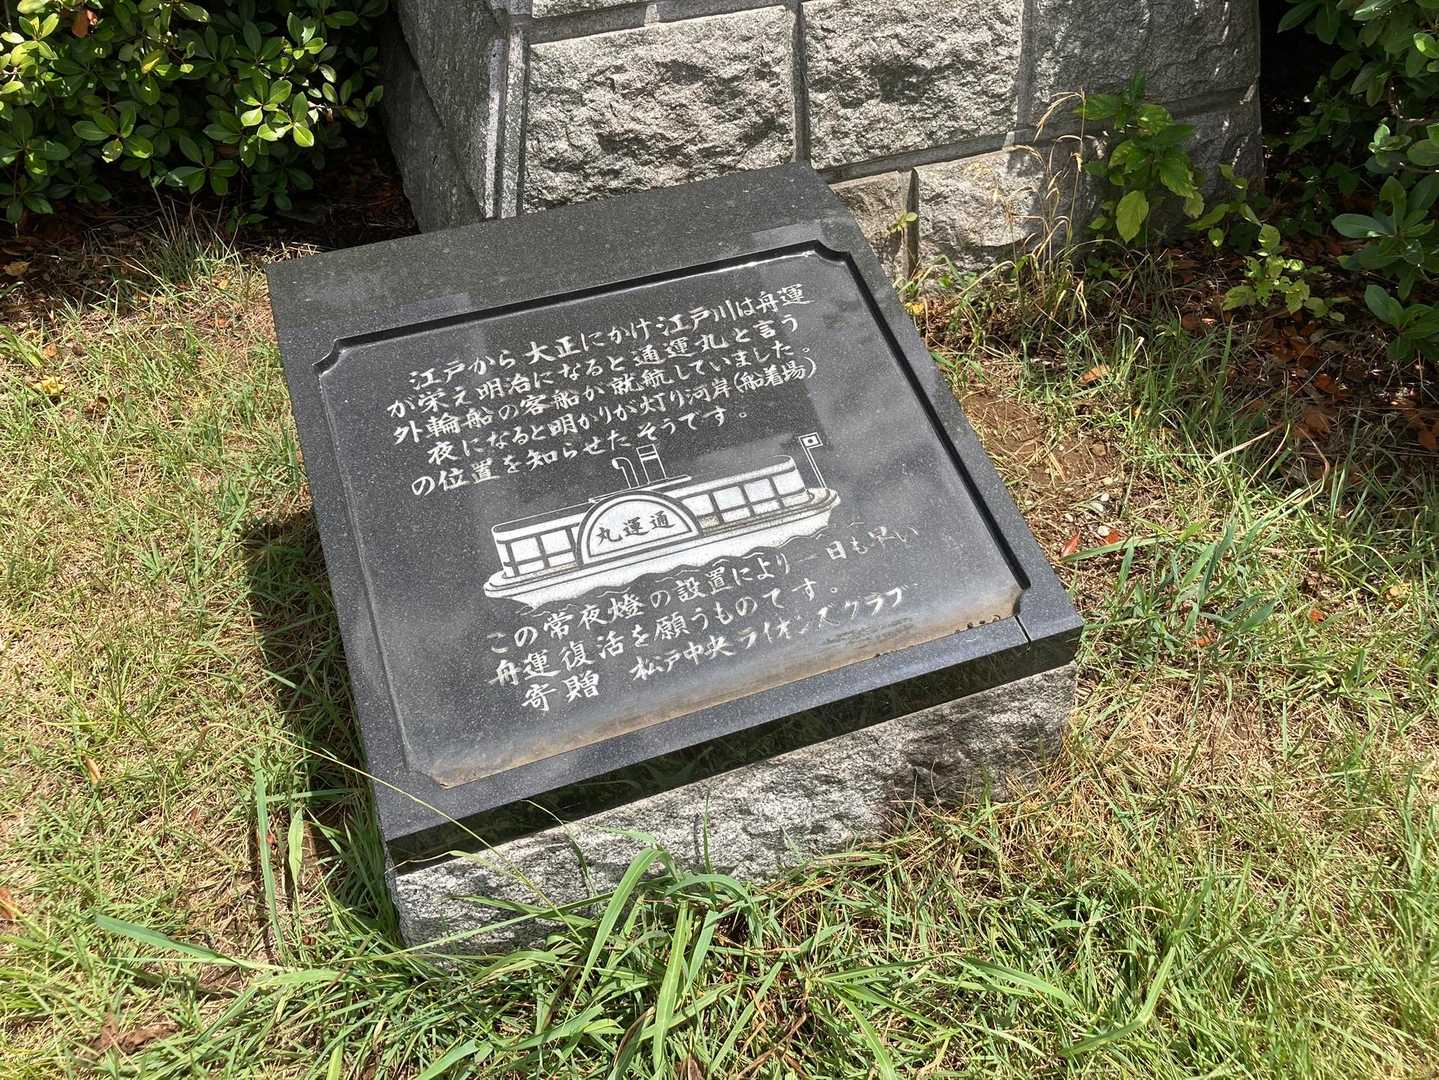 江戸から大正にかけ江戸川は舟運
が栄え明治になると通運丸と言う
外輪船の客船が就航していました。
夜になると明かりが灯り河岸(船着場)
の位置を知らせたそうです。
丸運通
この常夜燈の設置により一日も早い
舟運復活を願うものです。
寄贈 松戸中央ライオンズクラブ